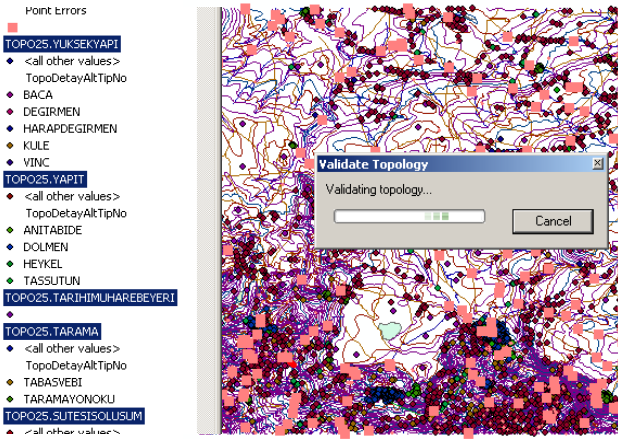 Point Errors
TOPO25.YUKSEKYAPI
<all other values>
TopoDetayAltTipNo
BACA
DEGIRMEN
HARAPDEGIRMEN
KULE
VINC
TOPO25.YAPIT
<all other values>
TopoDetayAltTipNo
ANITABIDE
DOLMEN
HEYKEL
TASSUTUN
TOPO25.TARIHIMUHAREBEYERI
TOPO25.TARAMA
<all other values>
TopoDetayAltTipNo
TABASVEBI
TARAMAYONOKU
TOPO25.SUTESISOLUSUM
<all other values>
Validate Topology
Validating topology...
Cancel